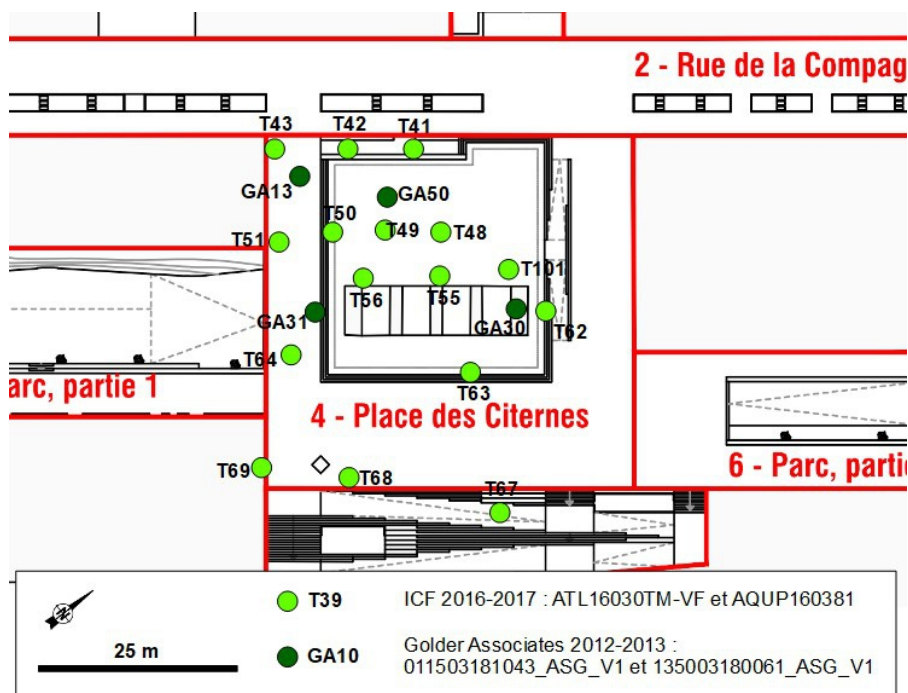 2 - Rue de la Compag
T43
T42
T41
GA13
GA50
T50
T49
T48
T51
T101
T56
T55
GA31
GA30
T62
T64
T63
arc, partie 1
4 - Place des Citernes
T69
T68
6 - Parc, partie
T67
T39
ICF 2016-2017 : ATL16030TM-VF et AQUP160381
25 m
GA10
Golder Associates 2012-2013 :
011503181043_ASG_V1 et 135003180061_ASG_V1